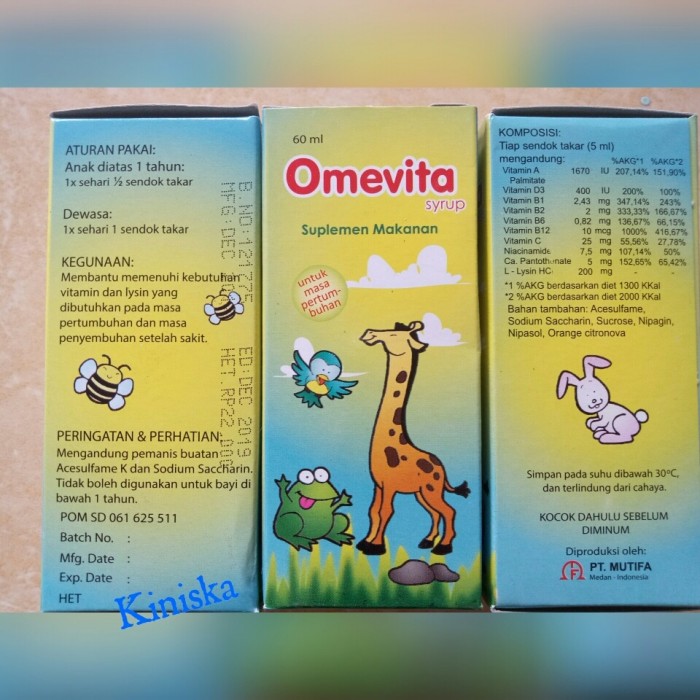 ATURAN PAKAI:
Anak diatas 1 tahun:
1x sehari ½ sendok takar
Dewasa:
1x sehari 1 sendok takar
KEGUNAAN:
Membantu memenuhi kebutuhan
vitamin dan lysin yang
dibutuhkan pada masa
pertumbuhan dan masa
penyembuhan setelah sakit.
PERINGATAN & PERHATIAN:
Mengandung pemanis buatan
Acesulfame K dan Sodium Saccharin.
Tidak boleh digunakan untuk bayi di
bawah 1 tahun.
POM SD 061 625 511
Batch No. :
Mfg. Date :
Exp. Date :
HET
MFG: DEC
ED: DEC 2019
HET. RP22.000
Kiniska
60 ml
Omevita
syrup
Suplemen Makanan
untuk
masa
pertum-
buhan
KOMPOSISI:
Tiap sendok takar (5 ml)
mengandung: %AKG*1 %AKG*2
Vitamin A 1670 IU 207,14% 151,90%
Palmitate
Vitamin D3 400 IU 200% 100%
Vitamin B1 2,43 mg 347,14% 243%
Vitamin B2 2 mg 333,33% 166,67%
Vitamin B6 0,82 mg 136,67% 66,15%
Vitamin B12 10 mcg 1000% 416,67%
Vitamin C 25 mg 55,56% 27,78%
Niacinamide 7,5 mg 107,14% 50%
Ca. Pantothenate 5 mg 152,65% 65,42%
L - Lysin HCl 200 mg - -
*1 %AKG berdasarkan diet 1300 KKal
*2 %AKG berdasarkan diet 2000 KKal
Bahan tambahan: Acesulfame,
Sodium Saccharin, Sucrose, Nipagin,
Nipasol, Orange citronova
Simpan pada suhu dibawah 30°C,
dan terlindung dari cahaya.
KOCOK DAHULU SEBELUM
DIMINUM
Diproduksi oleh:
PT. MUTIFA
Medan - Indonesia